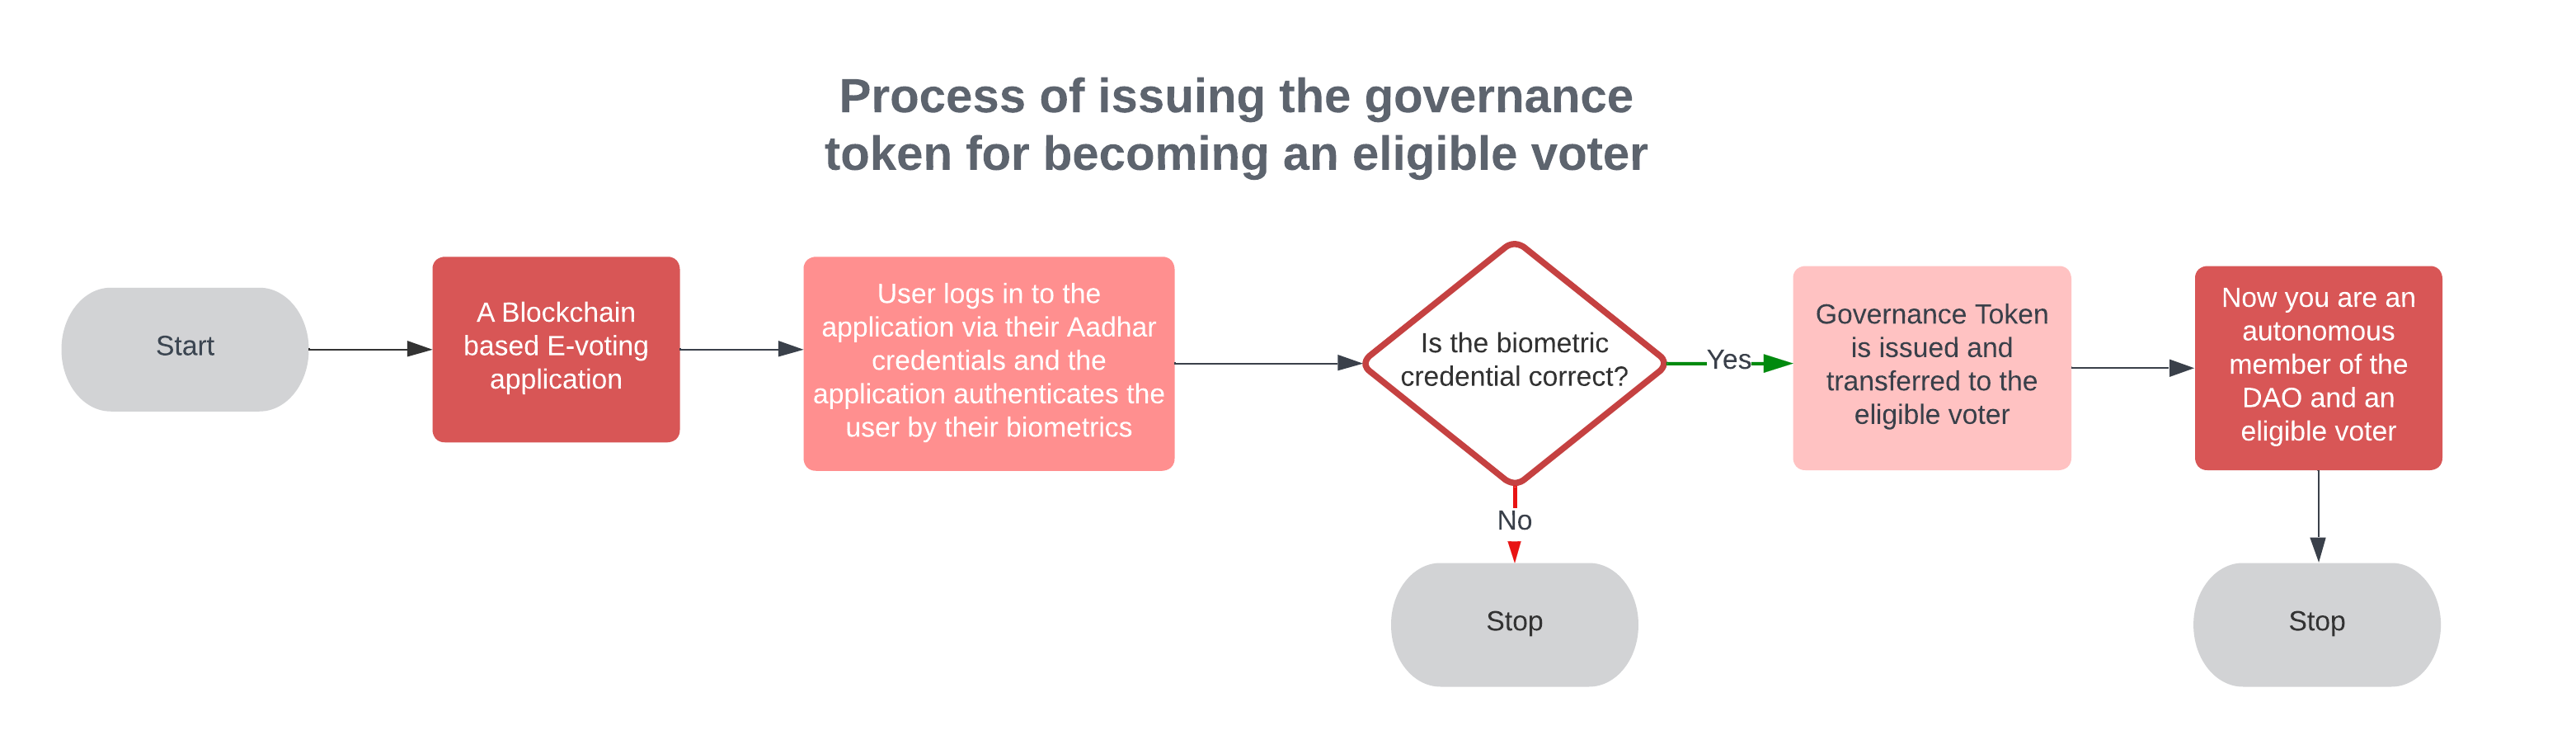 Process of issuing the governance
token for becoming an eligible voter
Start
A Blockchain
based E-voting
application
User logs in to the
application via their Aadhar
credentials and the
application authenticates the
user by their biometrics
Is the biometric
credential correct?
Yes
Governance Token
is issued and
transferred to the
eligible voter
Now you are an
autonomous
member of the
DAO and an
eligible voter
No
Stop
Stop